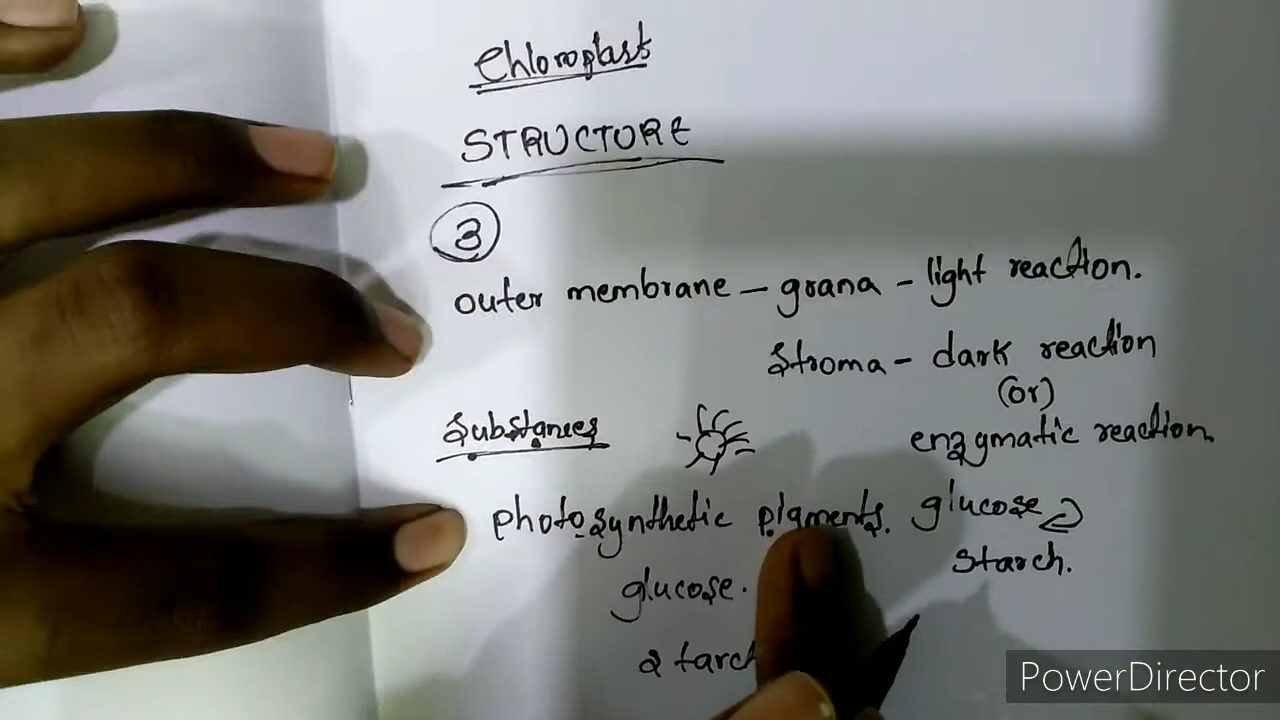 Chloroplast
STRUCTURE
3
outer membrane - grana - light reaction.
Stroma - dark reaction
(or)
enzymatic reaction.
Substances
photosynthetic pigments. glucose
starch.
glucose.
starch
PowerDirector